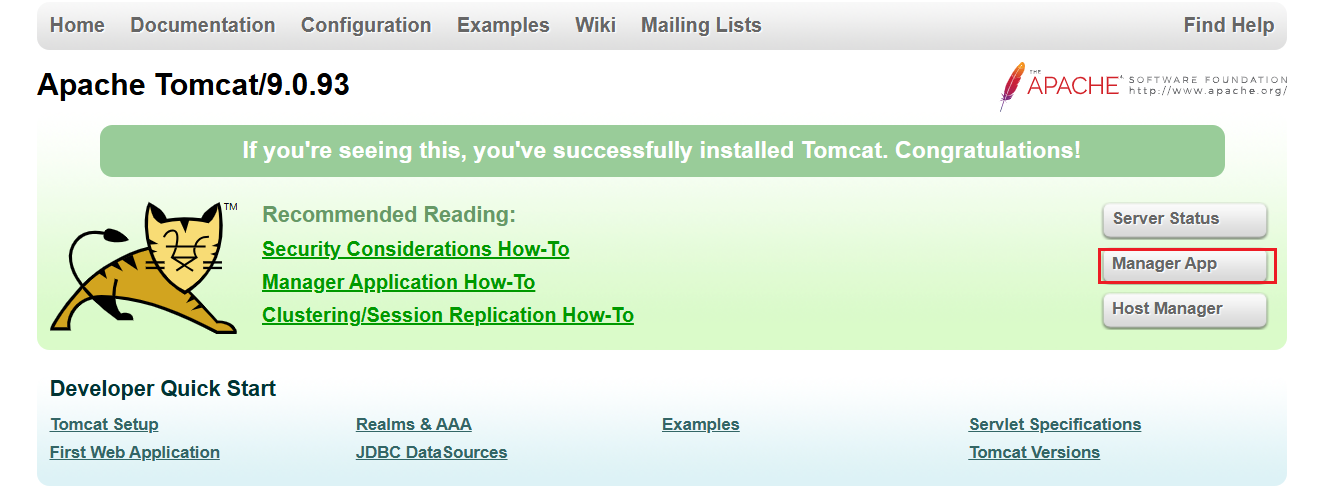 Home Documentation Configuration Examples Wiki Mailing Lists Find Help
Apache Tomcat/9.0.93
THE APACHE® SOFTWARE FOUNDATION
http://www.apache.org/
If you're seeing this, you've successfully installed Tomcat. Congratulations!
TM
Recommended Reading:
Security Considerations How-To
Manager Application How-To
Clustering/Session Replication How-To
Server Status
Manager App
Host Manager
Developer Quick Start
Tomcat Setup
First Web Application
Realms & AAA
JDBC DataSources
Examples
Servlet Specifications
Tomcat Versions